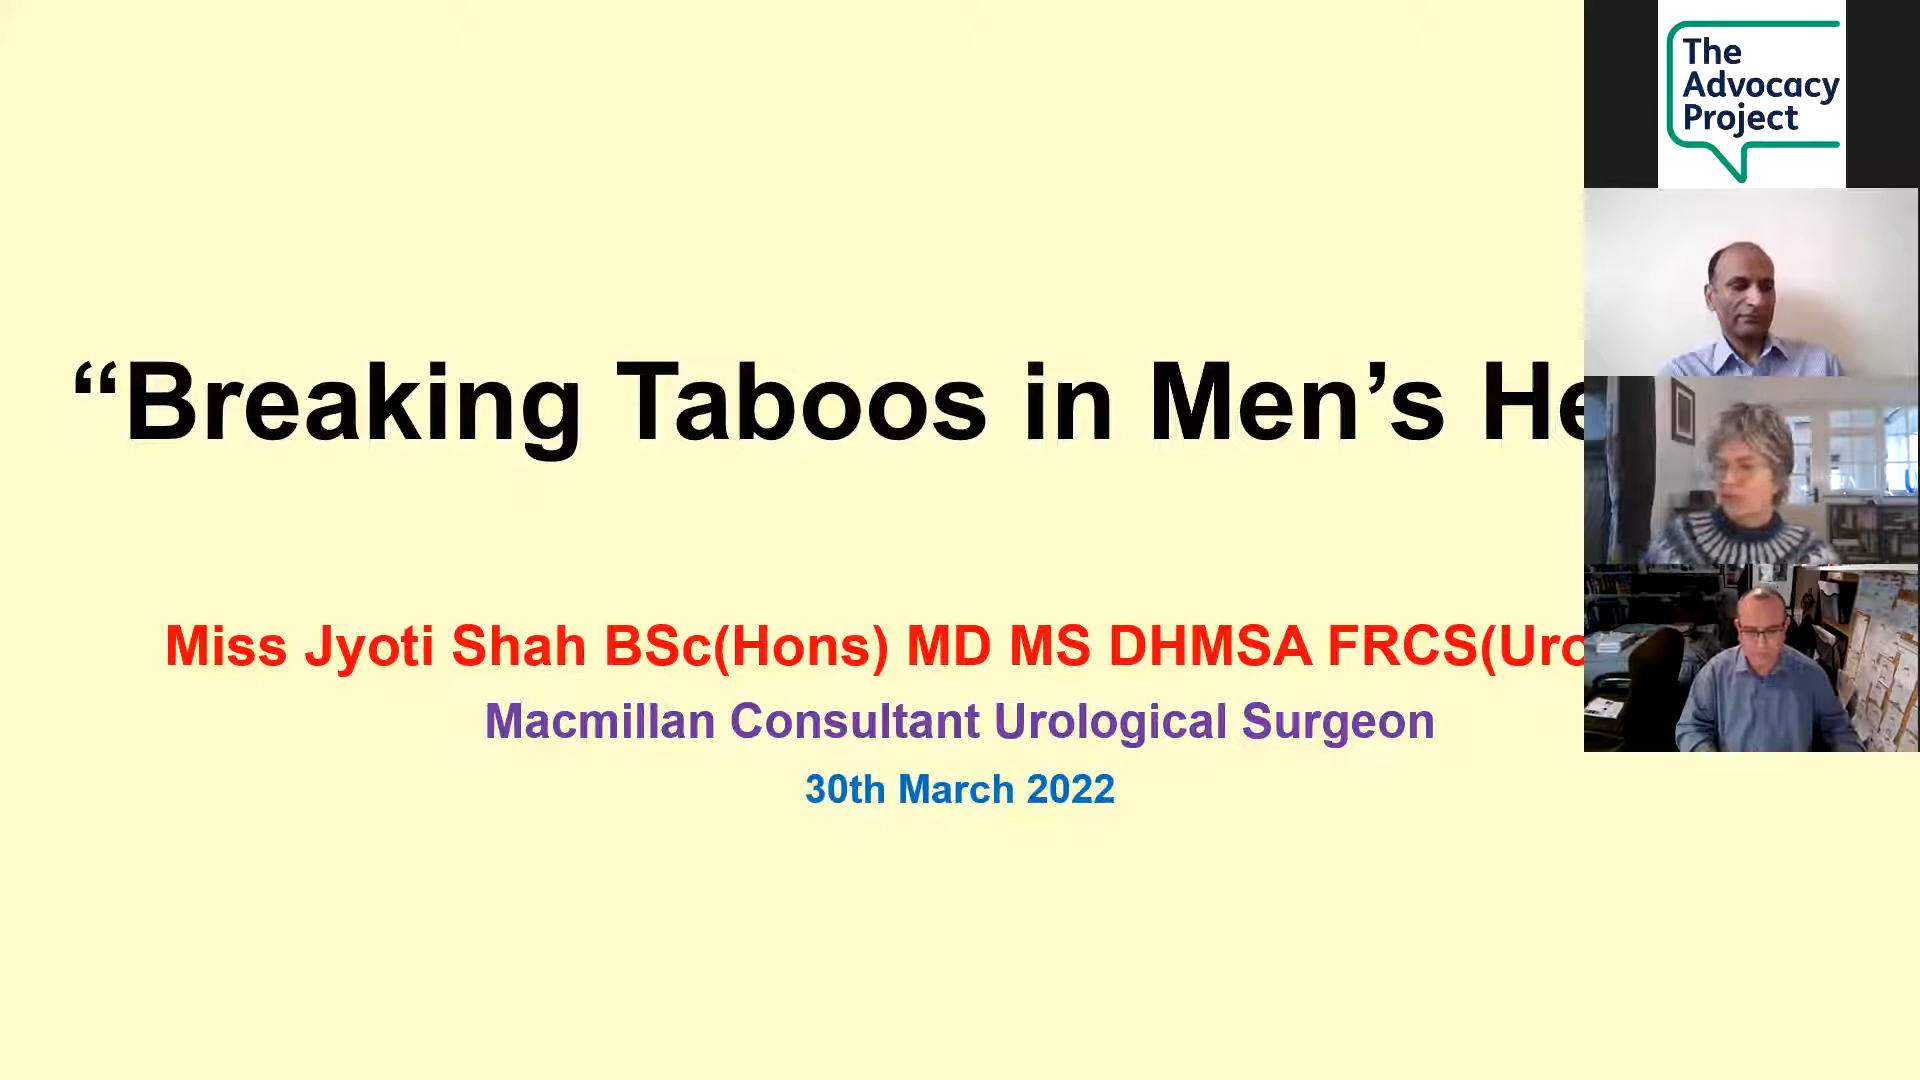 “Breaking Taboos in Men’s He
Miss Jyoti Shah BSc(Hons) MD MS DHMSA FRCS(Uro
Macmillan Consultant Urological Surgeon
30th March 2022
The
Advocacy
Project